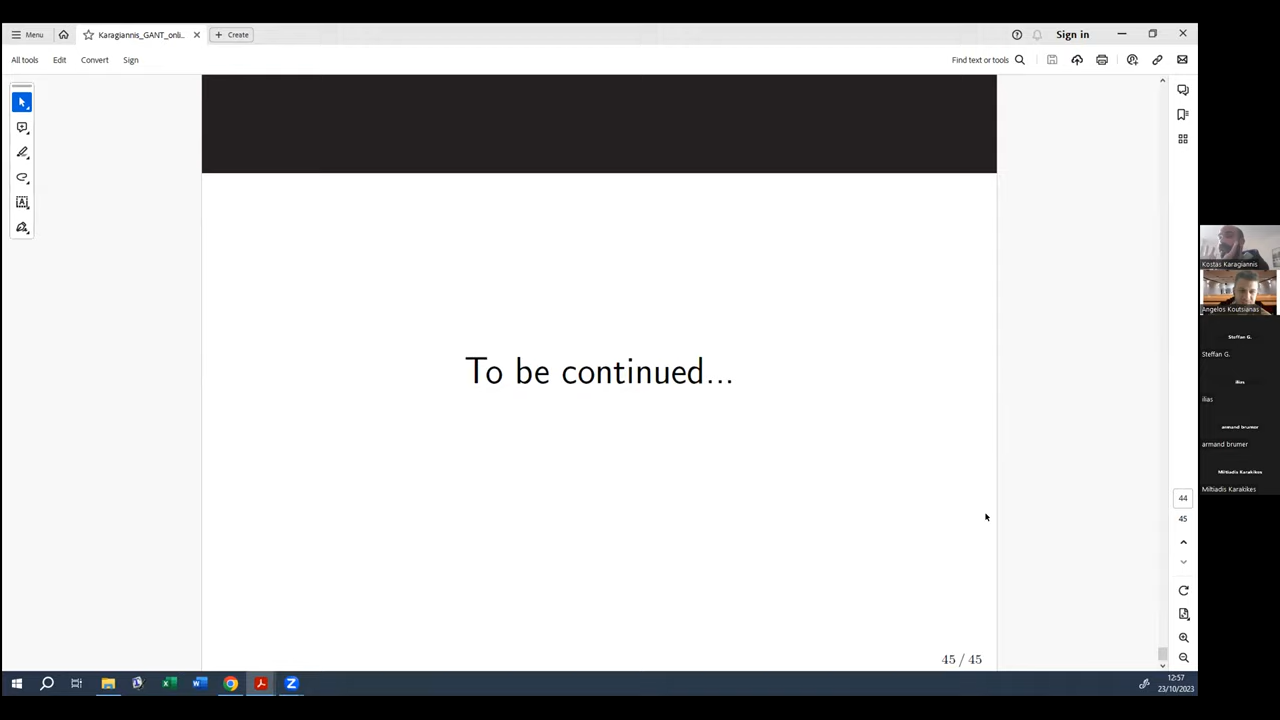 Menu
Karagiannis_GANT_onli...
Create
Sign in
All tools
Edit
Convert
Sign
Find text or tools
To be continued...
45 / 45
44
45
Kostas Karagiannis
Angelos Koutsianas
Steffan G.
Steffan G.
ilias
ilias
armand brumer
armand brumer
Miltiadis Karakikes
Miltiadis Karakikes
12:57
23/10/2023